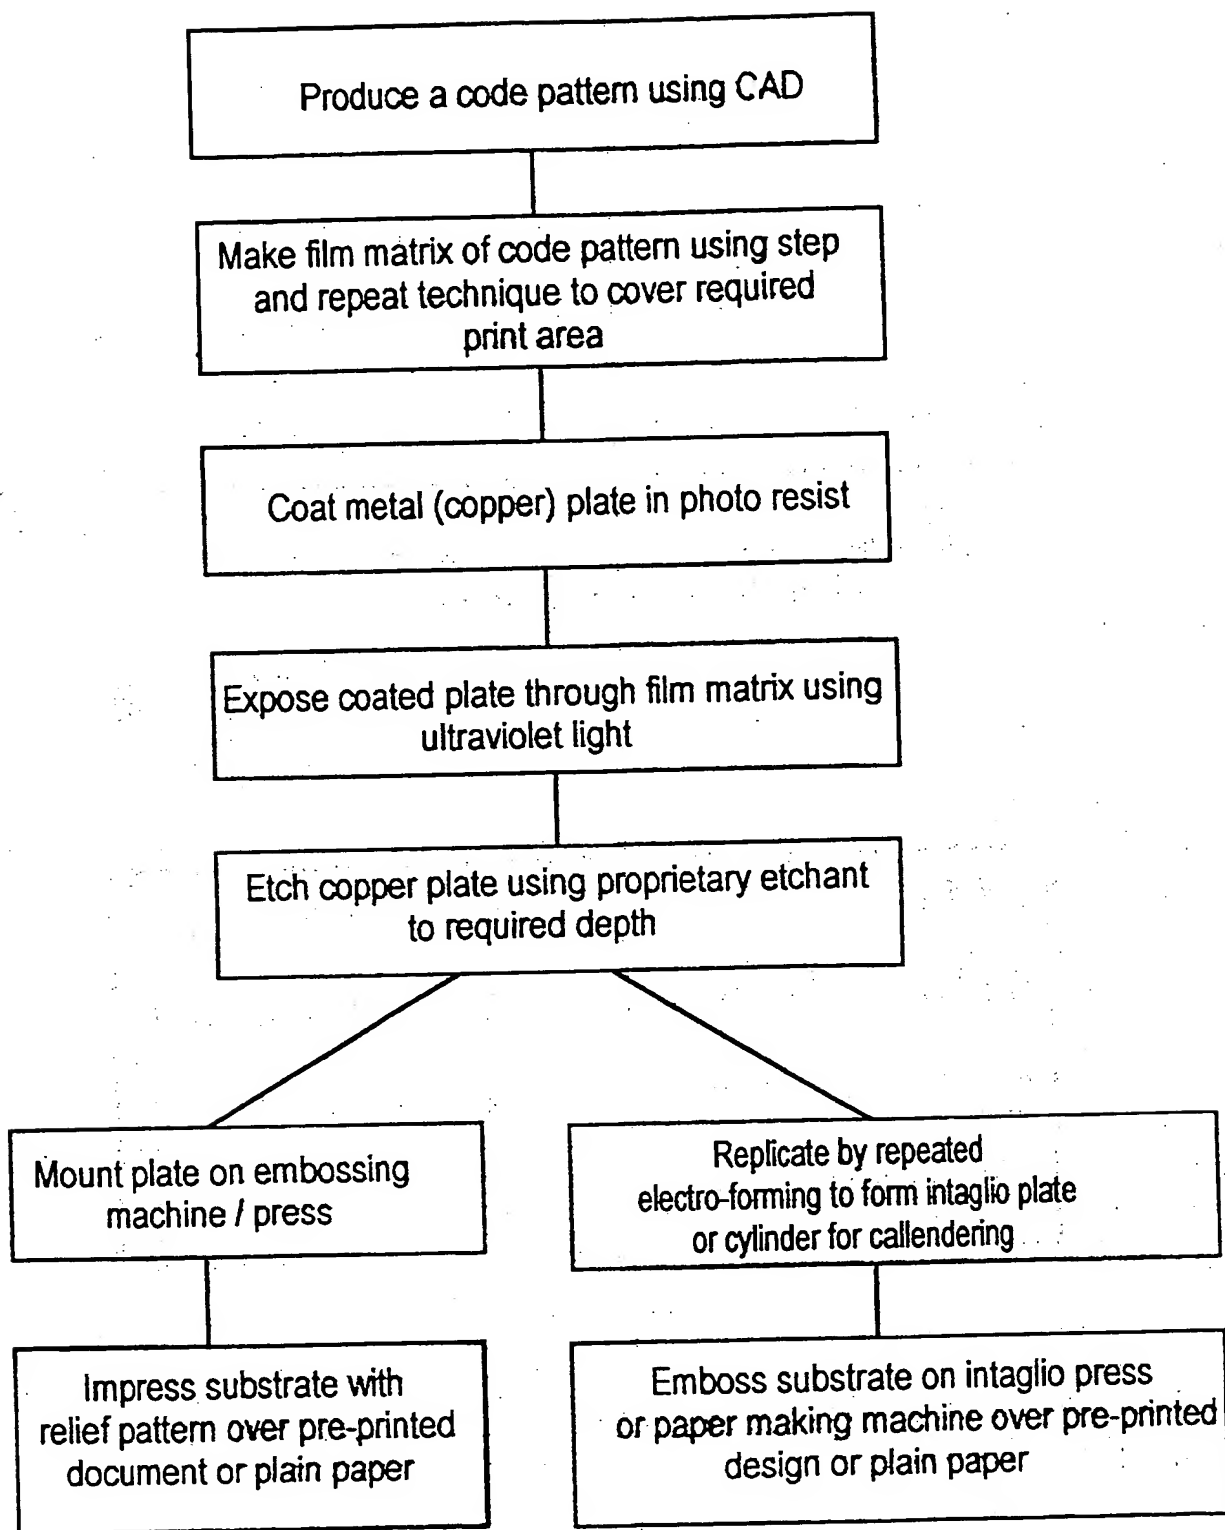 Produce a code pattern using CAD
Make film matrix of code pattern using step
and repeat technique to cover required
print area
Coat metal (copper) plate in photo resist
Expose coated plate through film matrix using
ultraviolet light
Etch copper plate using proprietary etchant
to required depth
Mount plate on embossing
machine / press
Replicate by repeated
electro-forming to form intaglio plate
or cylinder for callendering
Impress substrate with
relief pattern over pre-printed
document or plain paper
Emboss substrate on intaglio press
or paper making machine over pre-printed
design or plain paper